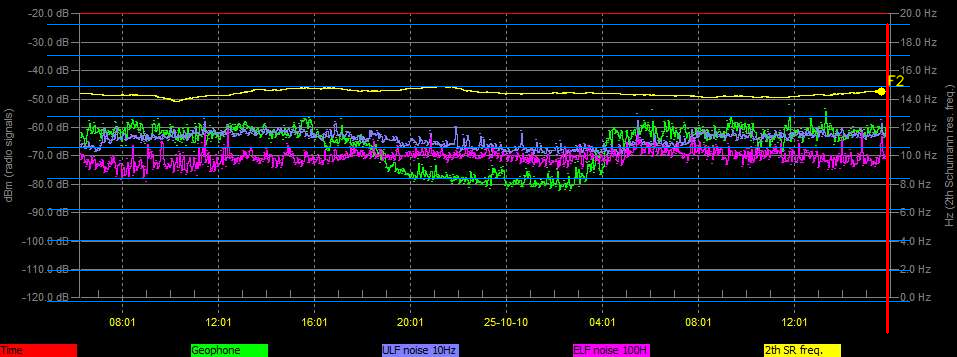 -20.0 dB 20.0 Hz
-30.0 dB 18.0 Hz
-40.0 dB 16.0 Hz
F2
-50.0 dB 14.0 Hz
-60.0 dB 12.0 Hz
-70.0 dB 10.0 Hz
-80.0 dB 8.0 Hz
-90.0 dB 6.0 Hz
-100.0 dB 4.0 Hz
-110.0 dB 2.0 Hz
-120.0 dB 0.0 Hz
dBm (radio signals)
Hz (2th Schumann res. freq.)
08:01 12:01 16:01 20:01 25-10-10 04:01 08:01 12:01
Time Geophone ULF noise 10Hz ELF noise 100H 2th SR freq.